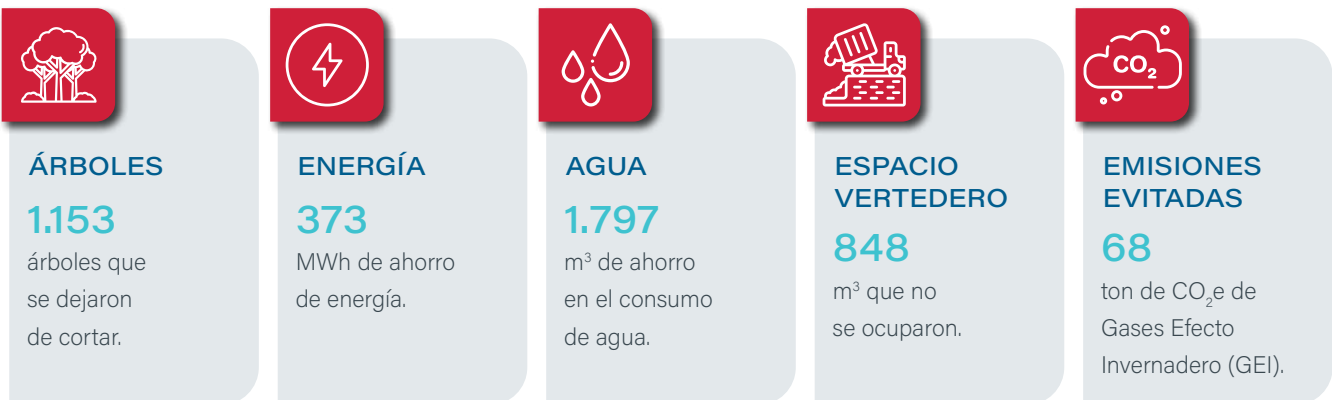 ÁRBOLES
1.153
árboles que
se dejaron
de cortar.
ENERGÍA
373
MWh de ahorro
de energía.
AGUA
1.797
m³ de ahorro
en el consumo
de agua.
ESPACIO
VERTEDERO
848
m³ que no
se ocuparon.
CO₂
EMISIONES
EVITADAS
68
ton de CO₂e de
Gases Efecto
Invernadero (GEI).